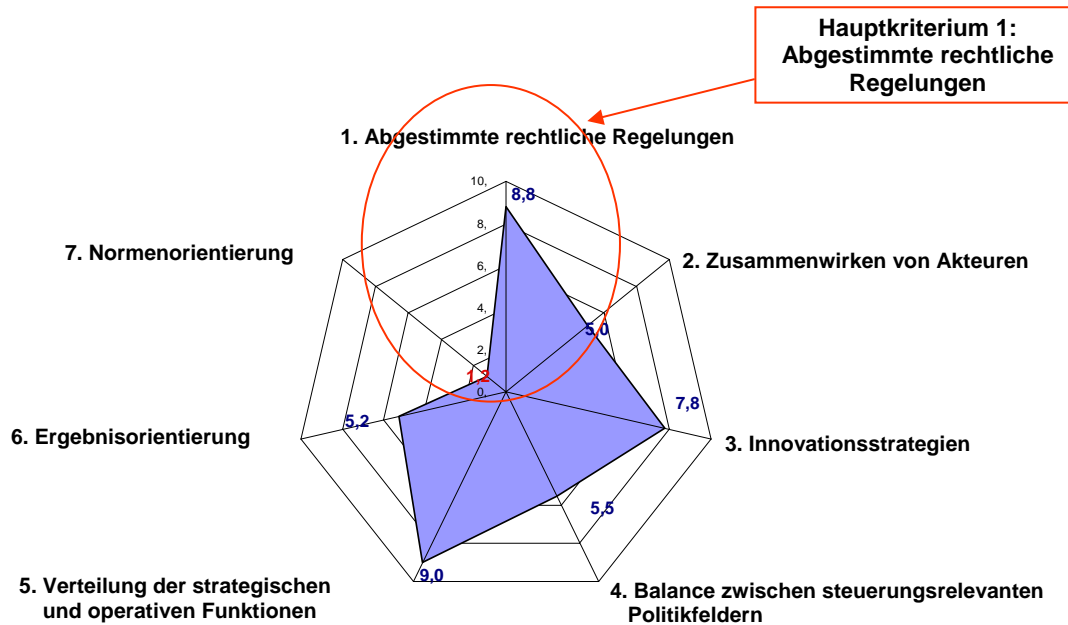 Hauptkriterium 1:
Abgestimmte rechtliche
Regelungen
1. Abgestimmte rechtliche Regelungen
10,
8,8
8,
7. Normenorientierung
2. Zusammenwirken von Akteuren
6,
4,
5,0
2,
1,2
0,
7,8
5,2
6. Ergebnisorientierung
3. Innovationsstrategien
5,5
9,0
5. Verteilung der strategischen
und operativen Funktionen
4. Balance zwischen steuerungsrelevanten
Politikfeldern